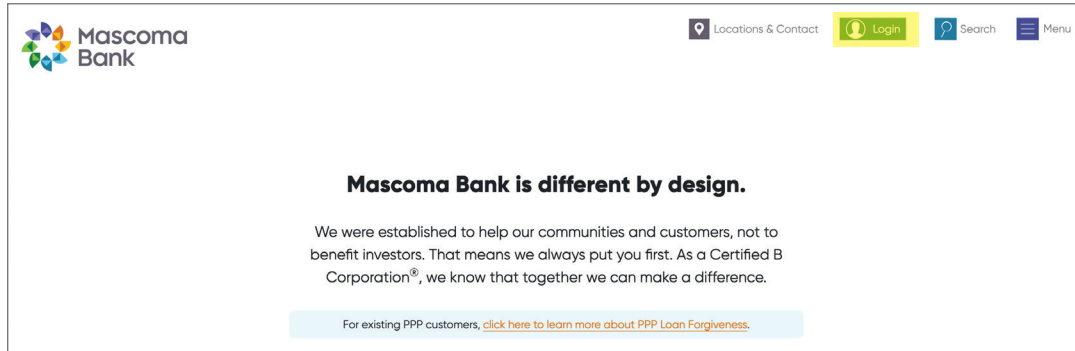 Mascoma
Bank
Locations & Contact
Login
Search
Menu
Mascoma Bank is different by design.
We were established to help our communities and customers, not to
benefit investors. That means we always put you first. As a Certified B
Corporation®, we know that together we can make a difference.
For existing PPP customers, click here to learn more about PPP Loan Forgiveness.